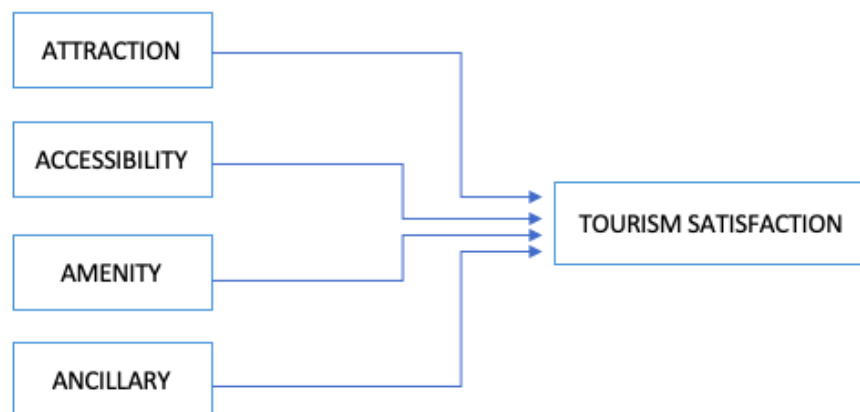 ATTRACTION
ACCESSIBILITY
AMENITY
ANCILLARY
TOURISM SATISFACTION